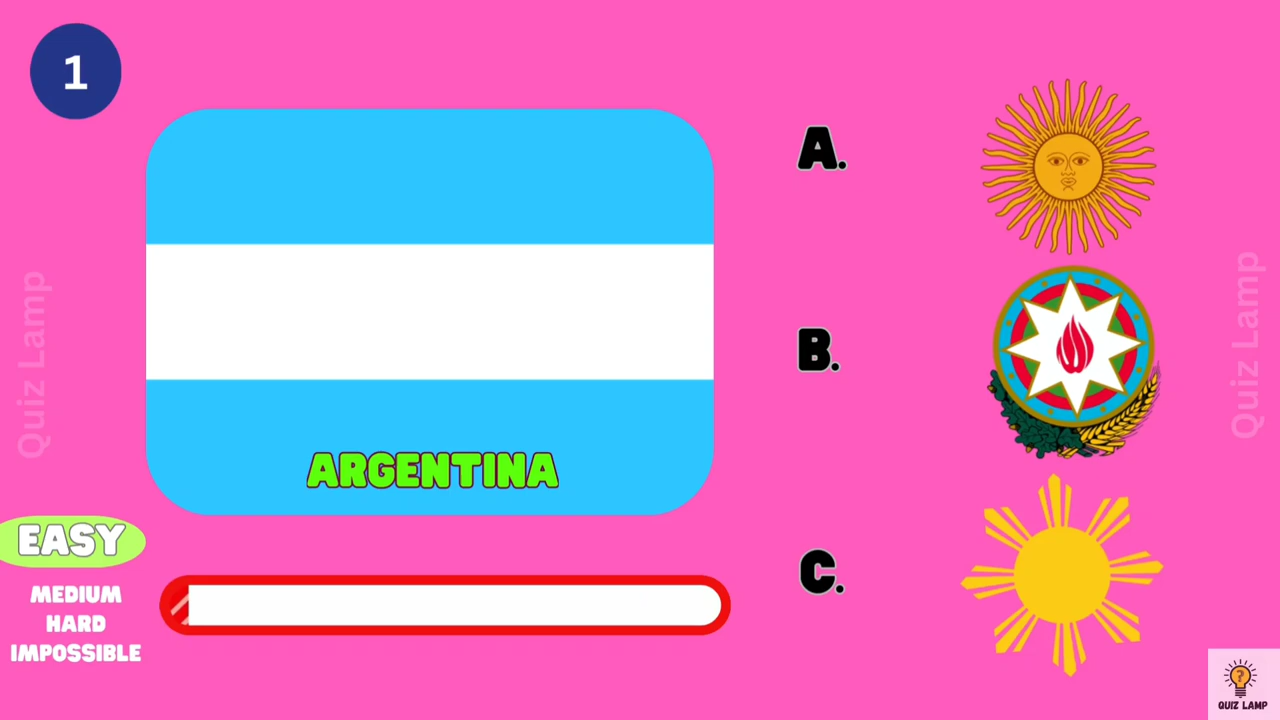 1
A.
B.
C.
ARGENTINA
EASY
MEDIUM
HARD
IMPOSSIBLE
Quiz Lamp
Quiz Lamp
?
QUIZ LAMP